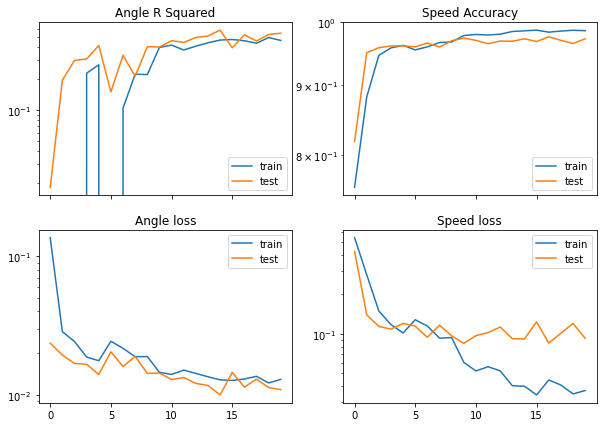 Angle R Squared
10⁻¹
train
test
Speed Accuracy
10⁰
9 × 10⁻¹
8 × 10⁻¹
train
test
Angle loss
10⁻¹
10⁻²
train
test
0 5 10 15
Speed loss
10⁻¹
train
test
0 5 10 15